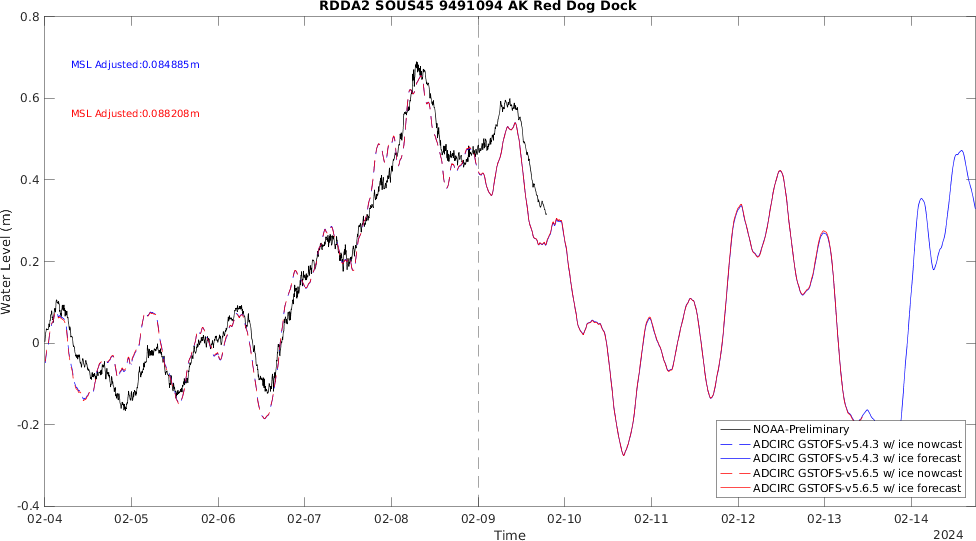 RDDA2 SOUS45 9491094 AK Red Dog Dock
MSL Adjusted:0.084885m
MSL Adjusted:0.088208m
Water Level (m)
0.8
0.6
0.4
0.2
0
-0.2
-0.4
NOAA-Preliminary
ADCIRC GSTOFS-v5.4.3 w/ ice nowcast
ADCIRC GSTOFS-v5.4.3 w/ ice forecast
ADCIRC GSTOFS-v5.6.5 w/ ice nowcast
ADCIRC GSTOFS-v5.6.5 w/ ice forecast
02-04 02-05 02-06 02-07 02-08 02-09 02-10 02-11 02-12 02-13 02-14
Time
2024